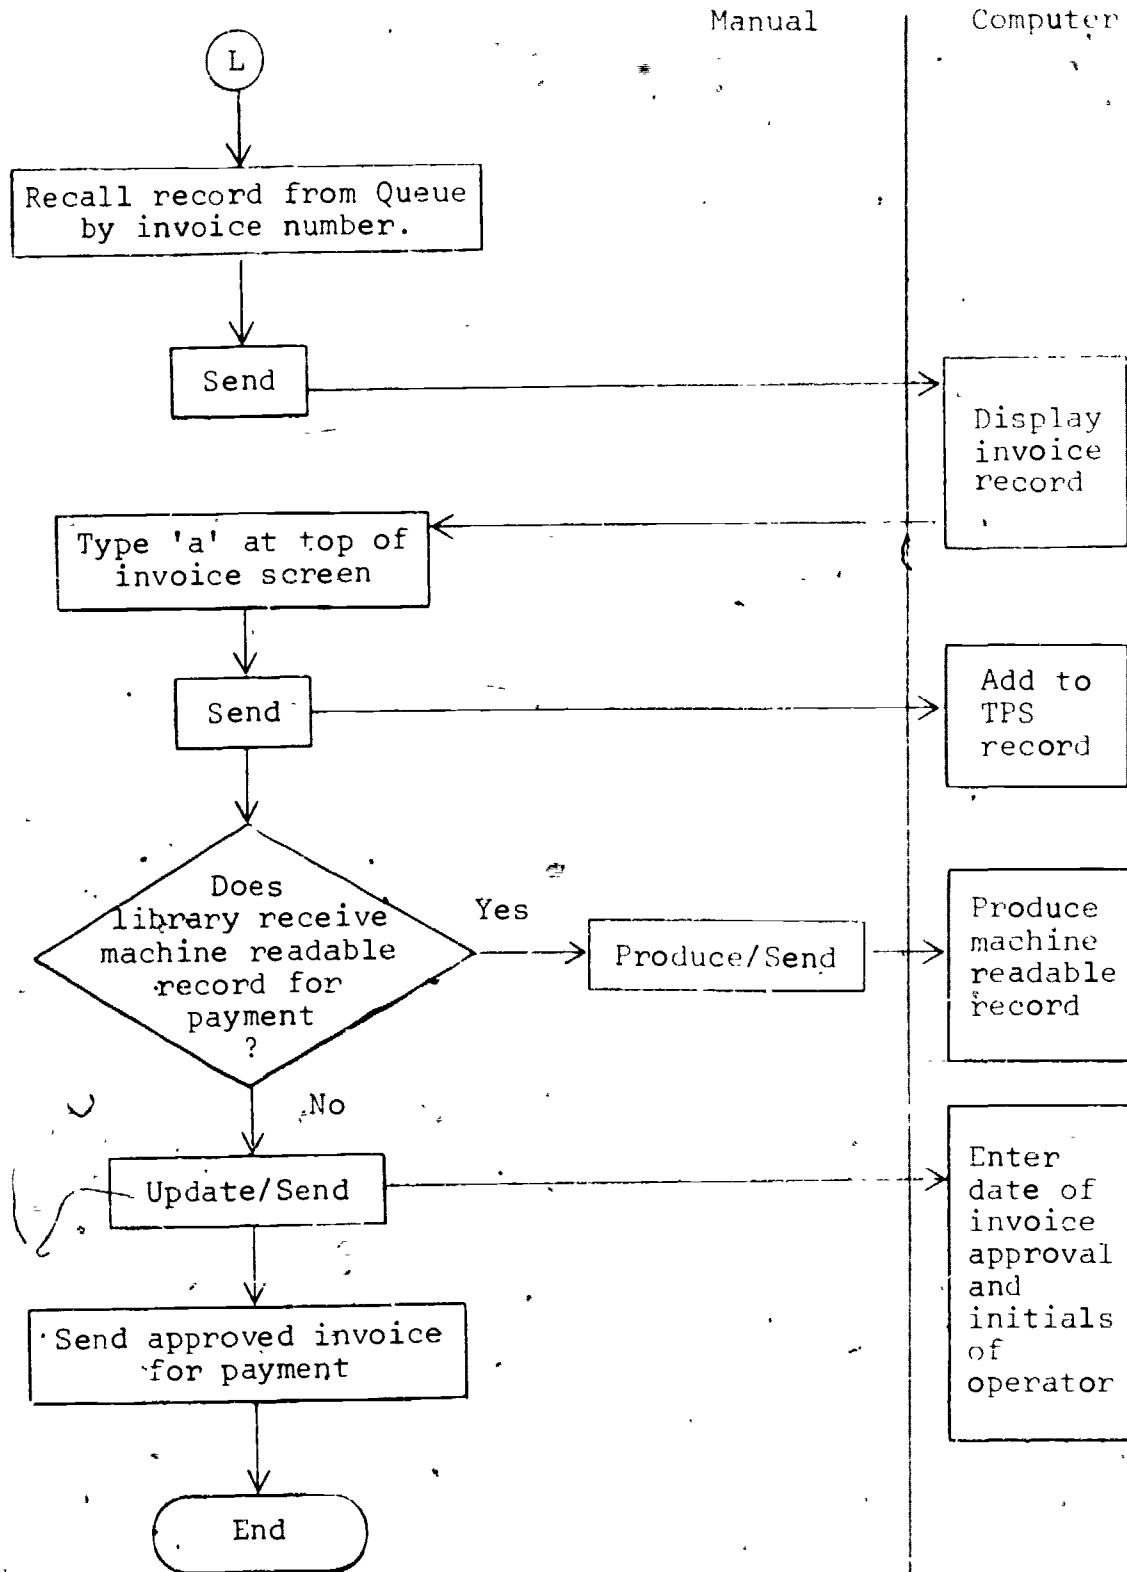 Manual
Computer
L
Recall record from Queue
by invoice number.
Send
Display
invoice
record
Type 'a' at top of
invoice screen
Send
Add to
TPS
record
Does
library receive
machine readable
record for
payment
?
Yes
Produce/Send
Produce
machine
readable
record
No
Update/Send
Enter
date of
invoice
approval
and
initials
of
operator
Send approved invoice
for payment
End